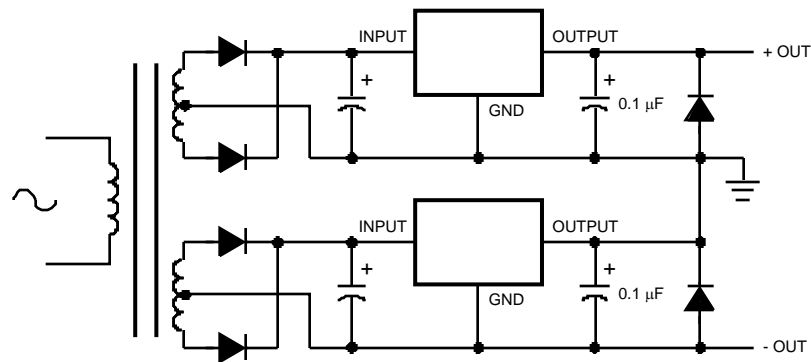 INPUT OUTPUT
+ OUT
+ +
GND 0.1 µF
INPUT OUTPUT
+ +
GND 0.1 µF
- OUT